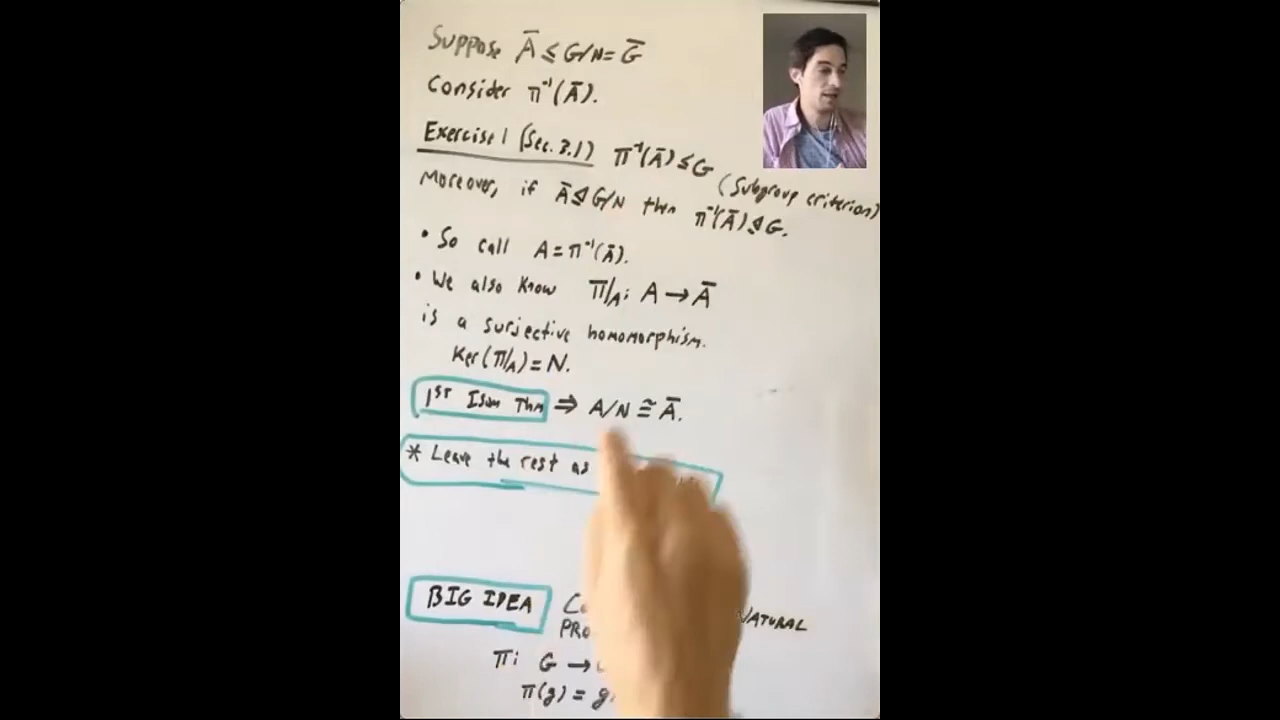 Suppose Ā ≤ G/N = Ḡ
Consider π⁻¹(Ā).
Exercise 1 (Sec. 3.1) π⁻¹(Ā) ≤ G
(Subgroup criterion)
Moreover, if Ā ⊴ G/N then π⁻¹(Ā) ⊴ G.
• So call A = π⁻¹(Ā).
• We also know π|A : A → Ā
is a surjective homomorphism.
Ker(π|A) = N.
1ST Isom Thm ⇒ A/N ≅ Ā.
* Leave the rest as
BIG IDEA
NATURAL
π: G →
π(g) = g